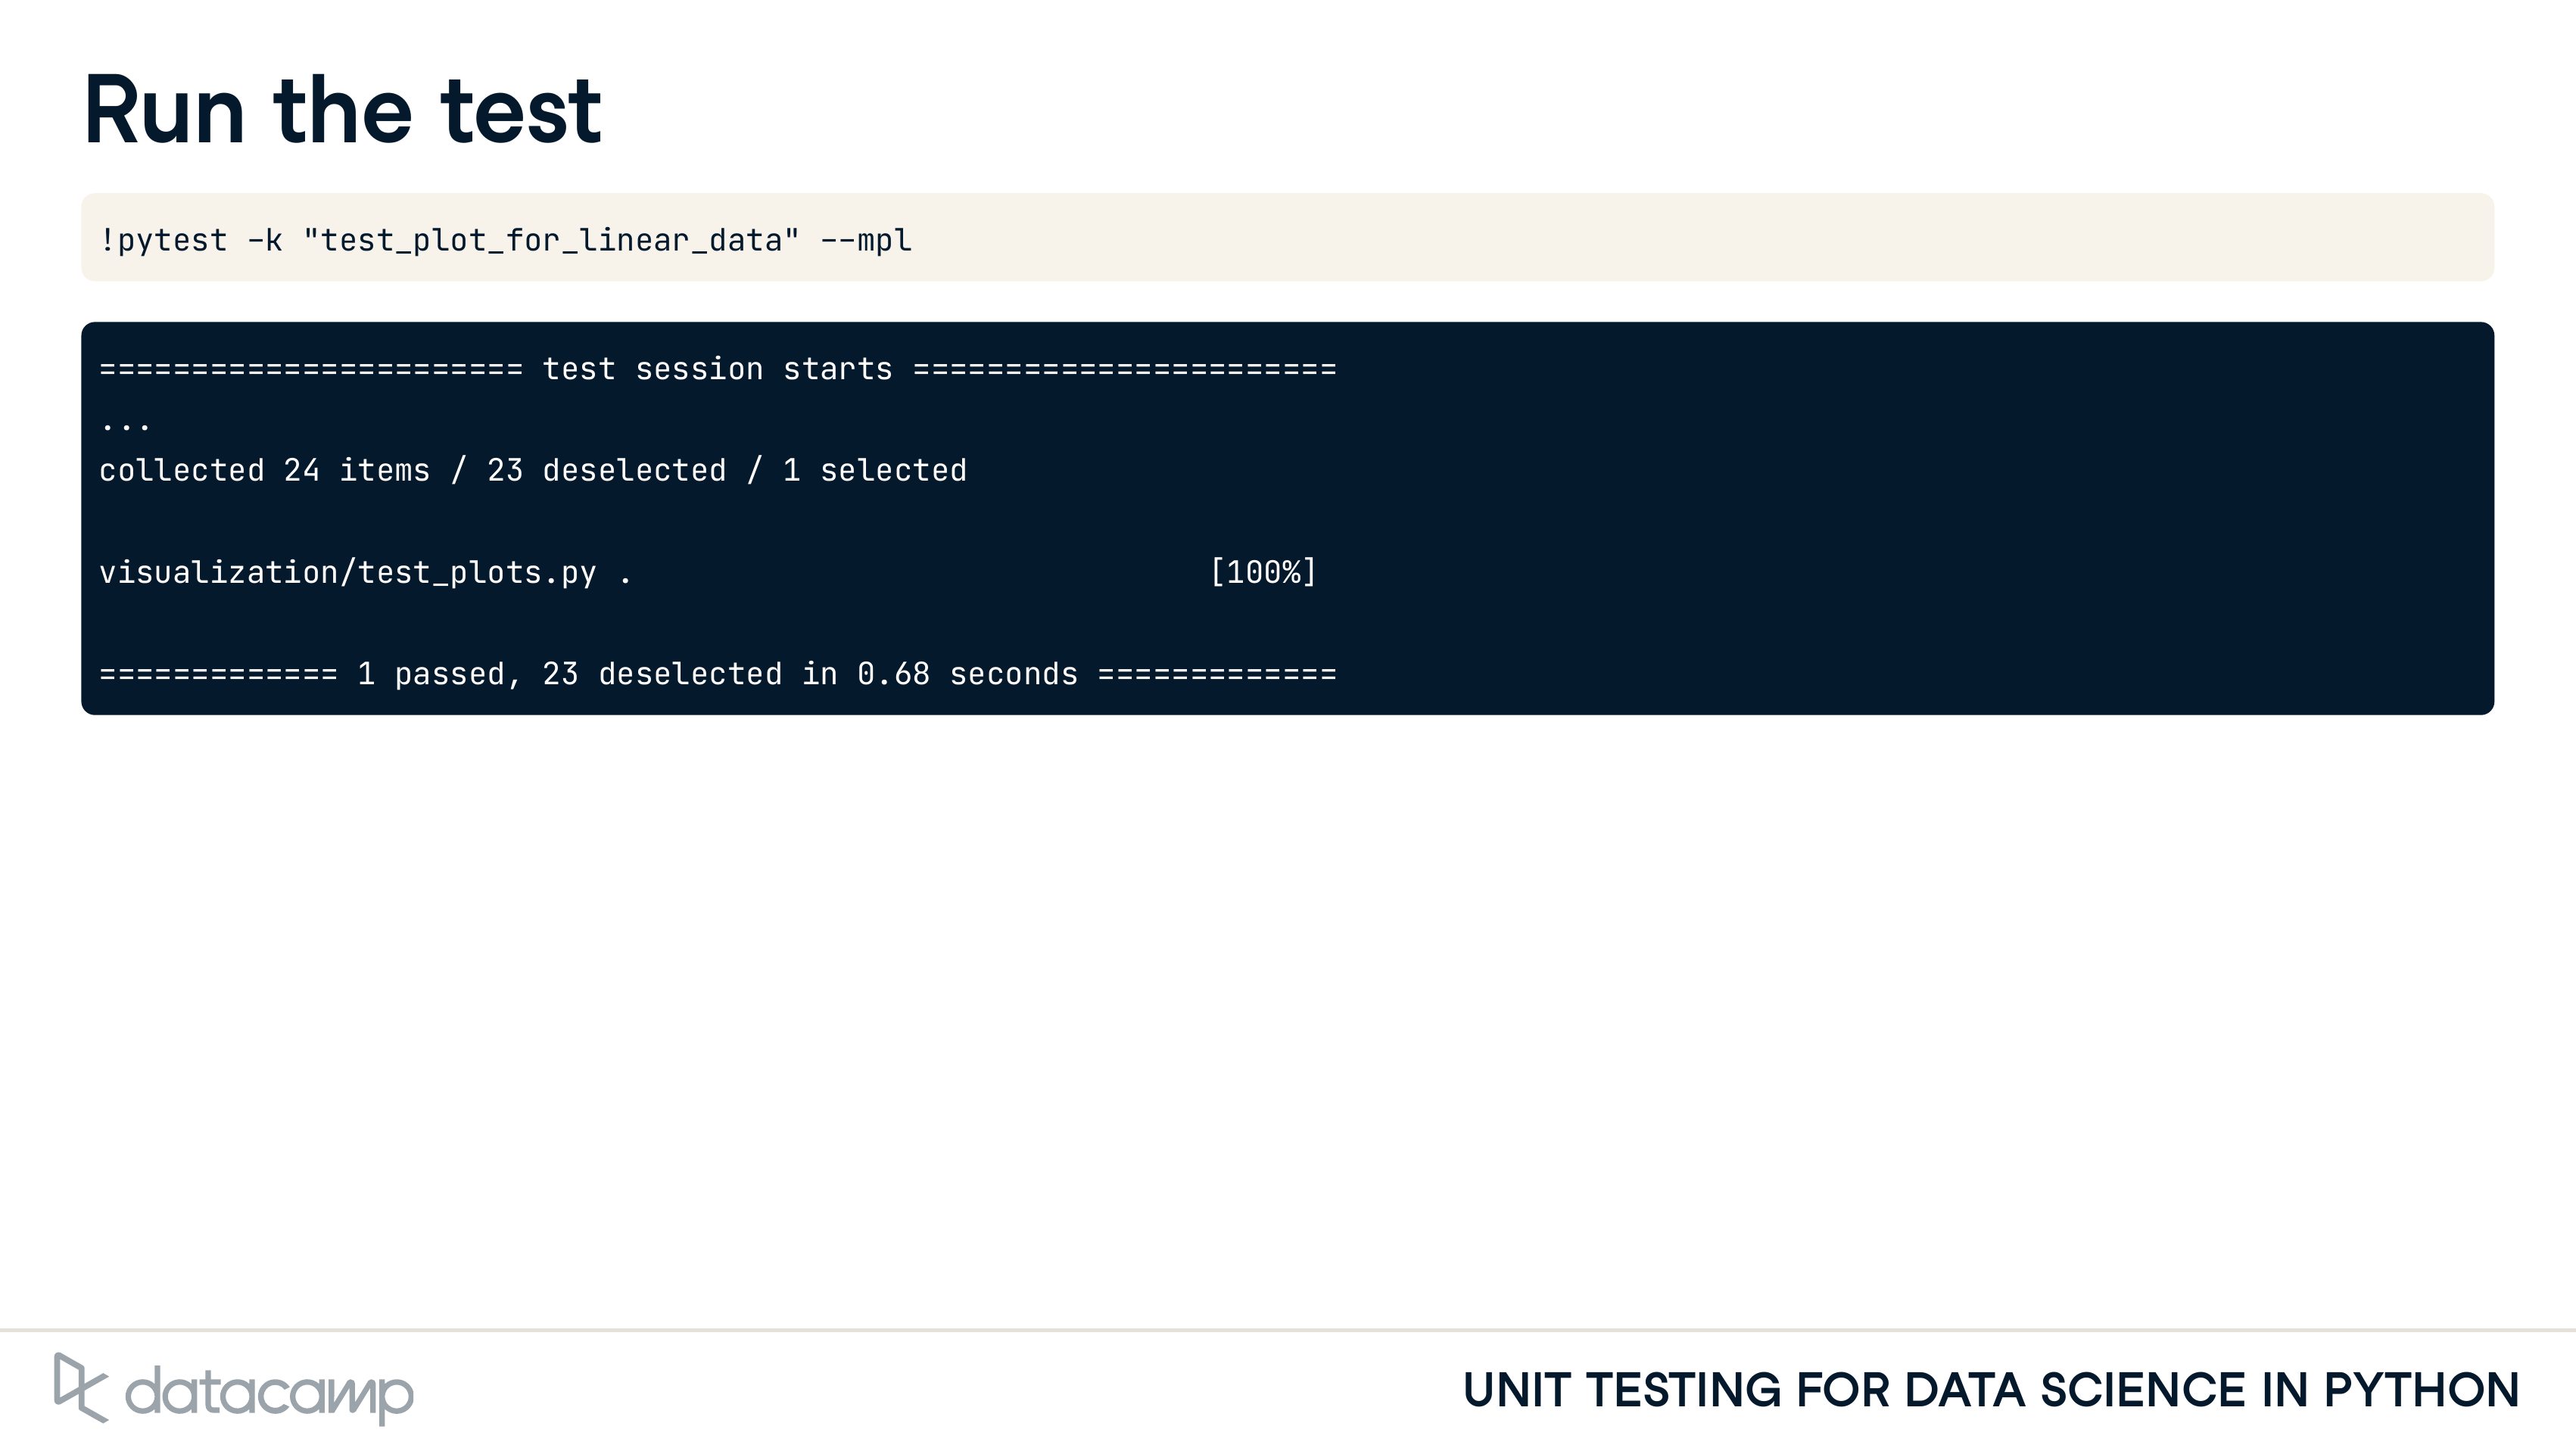 Run the test
!pytest -k "test_plot_for_linear_data" --mpl
======================= test session starts =======================
...
collected 24 items / 23 deselected / 1 selected
visualization/test_plots.py . [100%]
============= 1 passed, 23 deselected in 0.68 seconds =============
datacamp
UNIT TESTING FOR DATA SCIENCE IN PYTHON